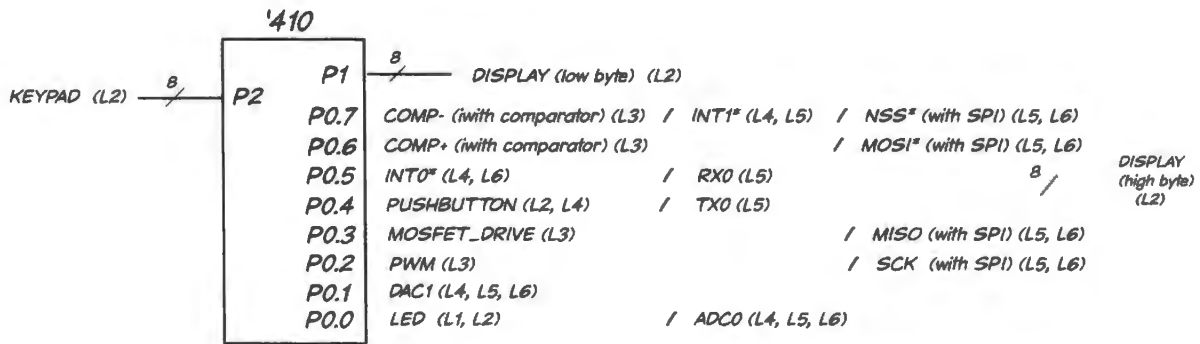 '410
P1 8 DISPLAY (low byte) (L2)
KEYPAD (L2) 8 P2
P0.7 COMP- (iwith comparator) (L3) / INT1* (L4, L5) / NSS* (with SPI) (L5, L6)
P0.6 COMP+ (iwith comparator) (L3) / MOSI* (with SPI) (L5, L6)
P0.5 INT0* (L4, L6) / RX0 (L5)
8 DISPLAY
(high byte)
(L2)
P0.4 PUSHBUTTON (L2, L4) / TX0 (L5)
P0.3 MOSFET_DRIVE (L3) / MISO (with SPI) (L5, L6)
P0.2 PWM (L3) / SCK (with SPI) (L5, L6)
P0.1 DAC1 (L4, L5, L6)
P0.0 LED (L1, L2) / ADC0 (L4, L5, L6)